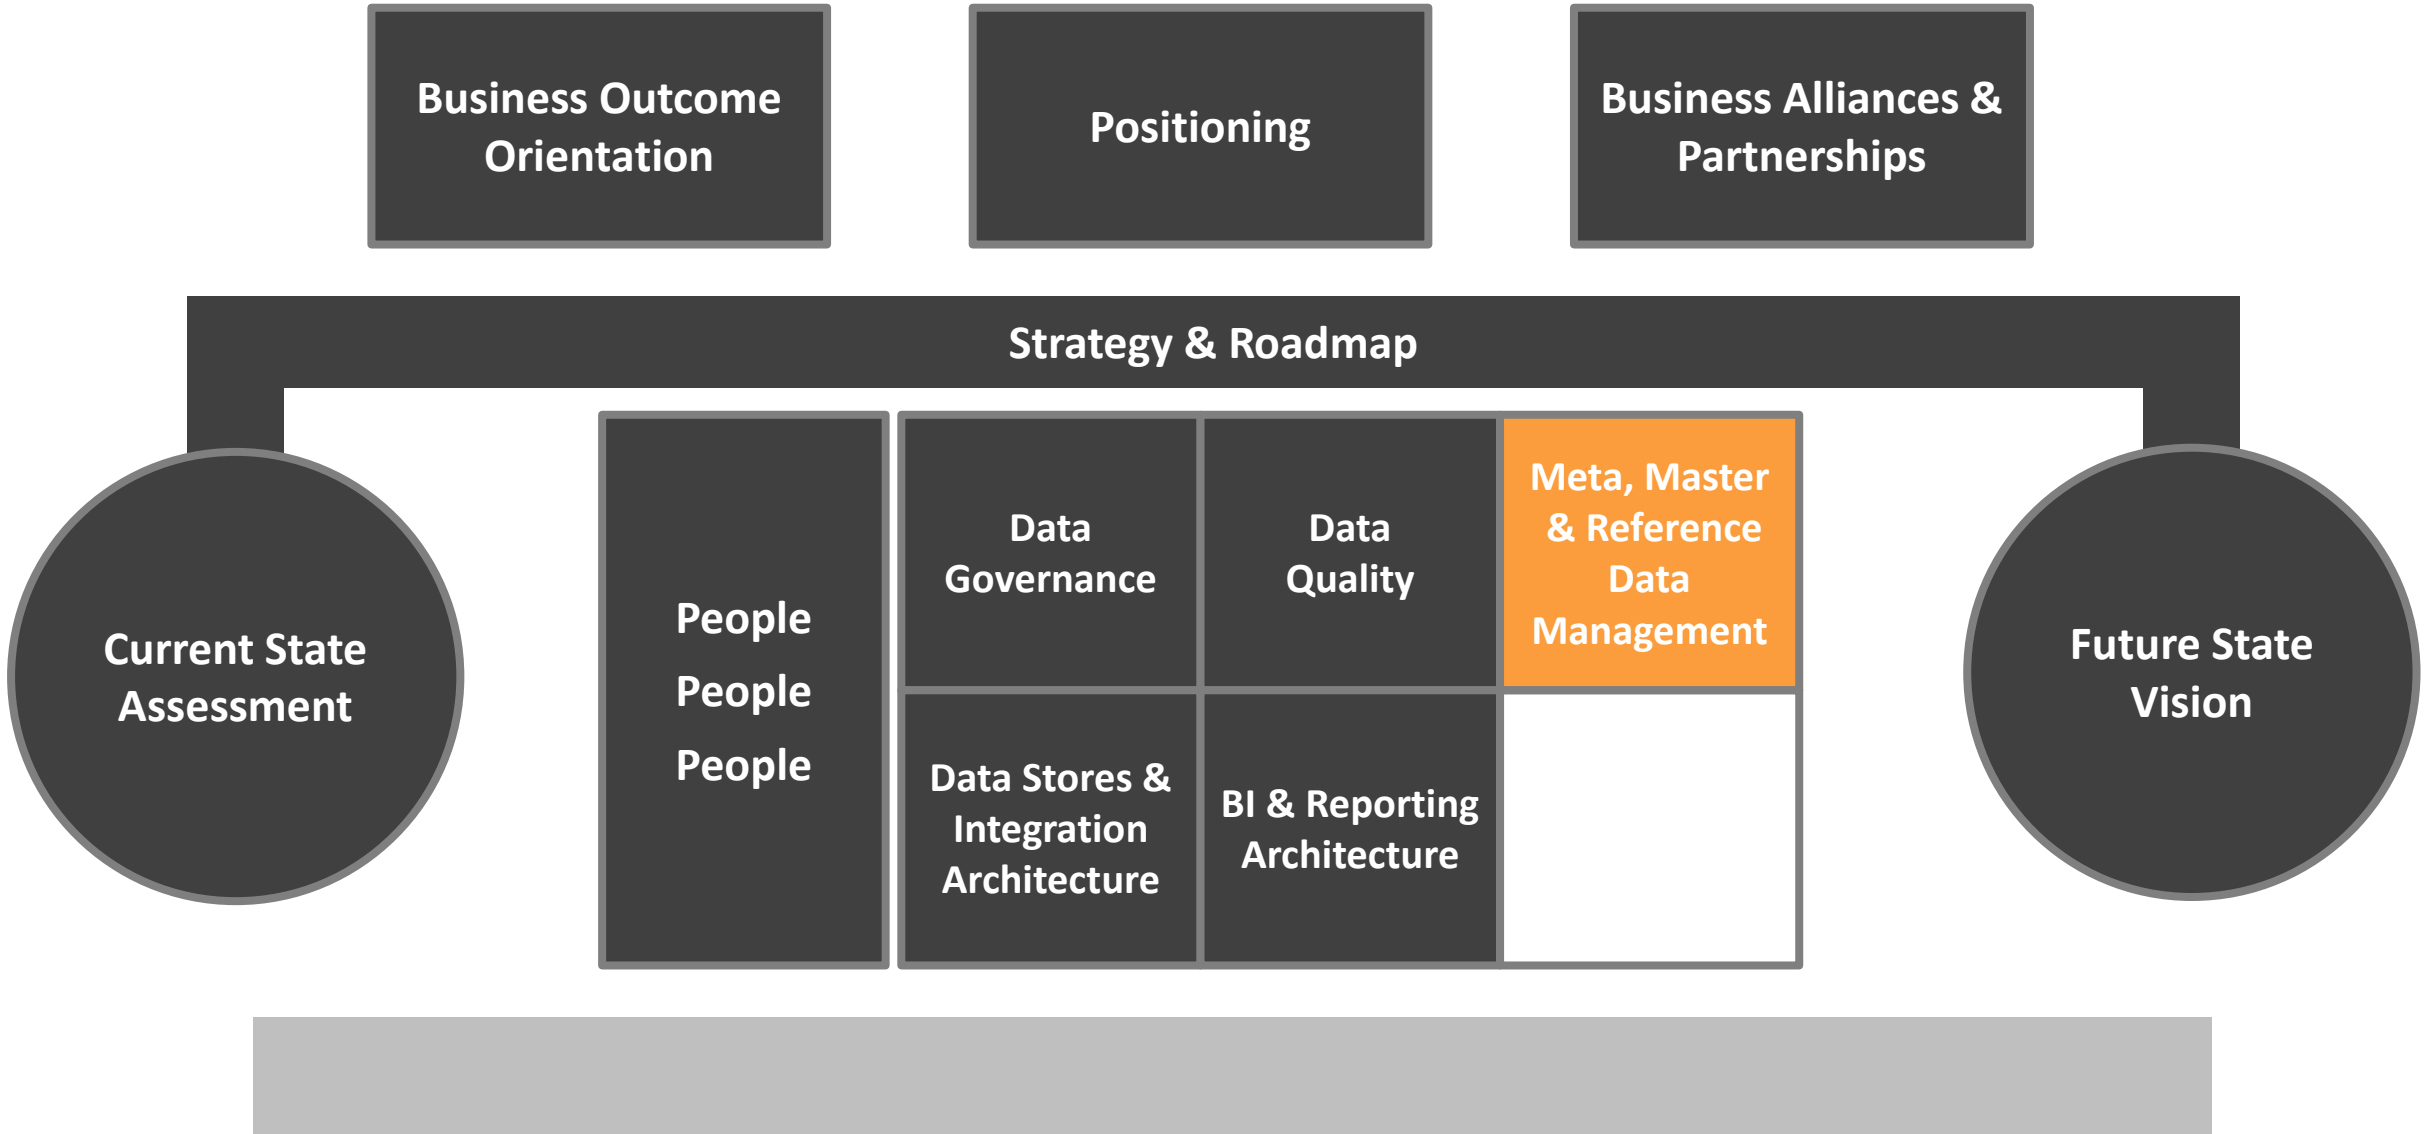 Business Outcome
Orientation
Positioning
Business Alliances &
Partnerships
Strategy & Roadmap
Current State
Assessment
People
People
People
Data
Governance
Data
Quality
Meta, Master
& Reference
Data
Management
Data Stores &
Integration
Architecture
BI & Reporting
Architecture
Future State
Vision